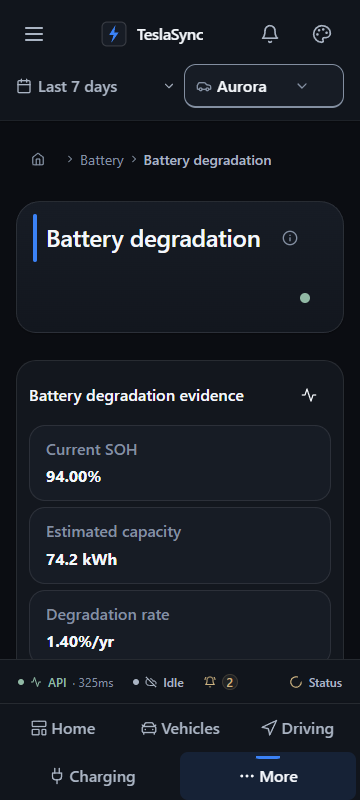 TeslaSync
Last 7 days
Aurora
Battery
Battery degradation
Battery degradation
Battery degradation evidence
Current SOH
94.00%
Estimated capacity
74.2 kWh
Degradation rate
1.40%/yr
API · 325ms
Idle
2
Status
Home
Vehicles
Driving
Charging
More